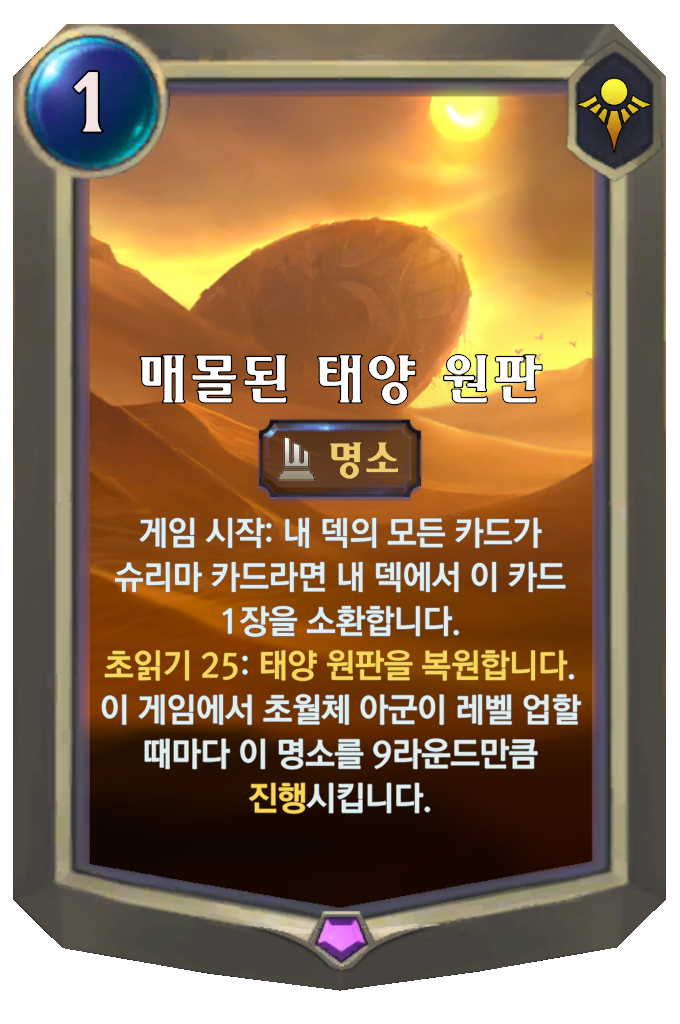 1
매몰된 태양 원판
명소
게임 시작: 내 덱의 모든 카드가
슈리마 카드라면 내 덱에서 이 카드
1장을 소환합니다.
초읽기 25: 태양 원판을 복원합니다.
이 게임에서 초월체 아군이 레벨 업할
때마다 이 명소를 9라운드만큼
진행시킵니다.